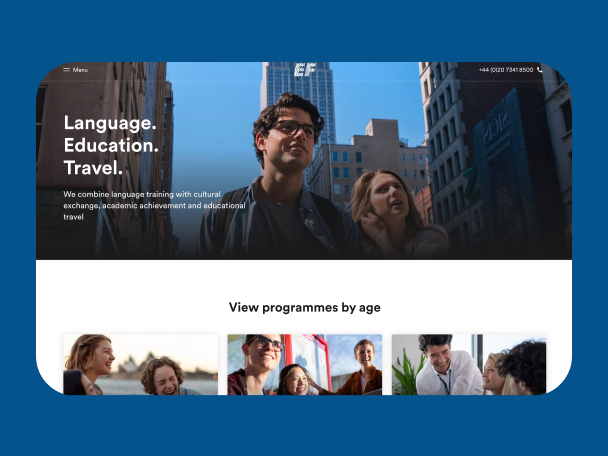 Menu
EF
+44 (0)20 7341 8500
Language.
Education.
Travel.
We combine language training with cultural
exchange, academic achievement and educational
travel
View programmes by age